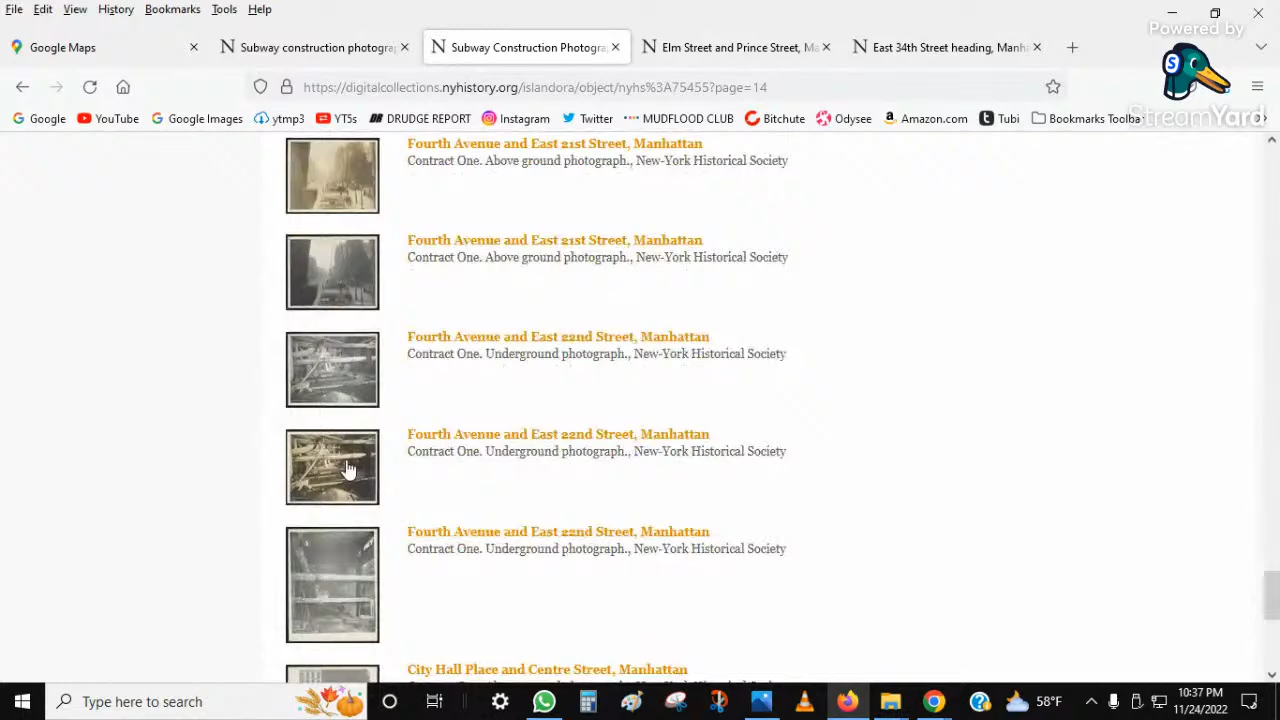 File Edit View History Bookmarks Tools Help
Powered by
Google Maps
Subway construction photogra
Subway Construction Photogra
Elm Street and Prince Street, Ma
East 34th Street heading, Manh
https://digitalcollections.nyhistory.org/islandora/object/nyhs%3A75455?page=14
StreamYard
Google YouTube Google Images ytmp3 YT5s DRUDGE REPORT Instagram Twitter MUDFLOOD CLUB Bitchute Odysee Amazon.com Tubi Bookmarks Toolbar
Fourth Avenue and East 21st Street, Manhattan
Contract One. Above ground photograph., New-York Historical Society
Fourth Avenue and East 21st Street, Manhattan
Contract One. Above ground photograph., New-York Historical Society
Fourth Avenue and East 22nd Street, Manhattan
Contract One. Underground photograph., New-York Historical Society
Fourth Avenue and East 22nd Street, Manhattan
Contract One. Underground photograph., New-York Historical Society
Fourth Avenue and East 22nd Street, Manhattan
Contract One. Underground photograph., New-York Historical Society
City Hall Place and Centre Street, Manhattan
Type here to search
58°F
10:37 PM
11/24/2022